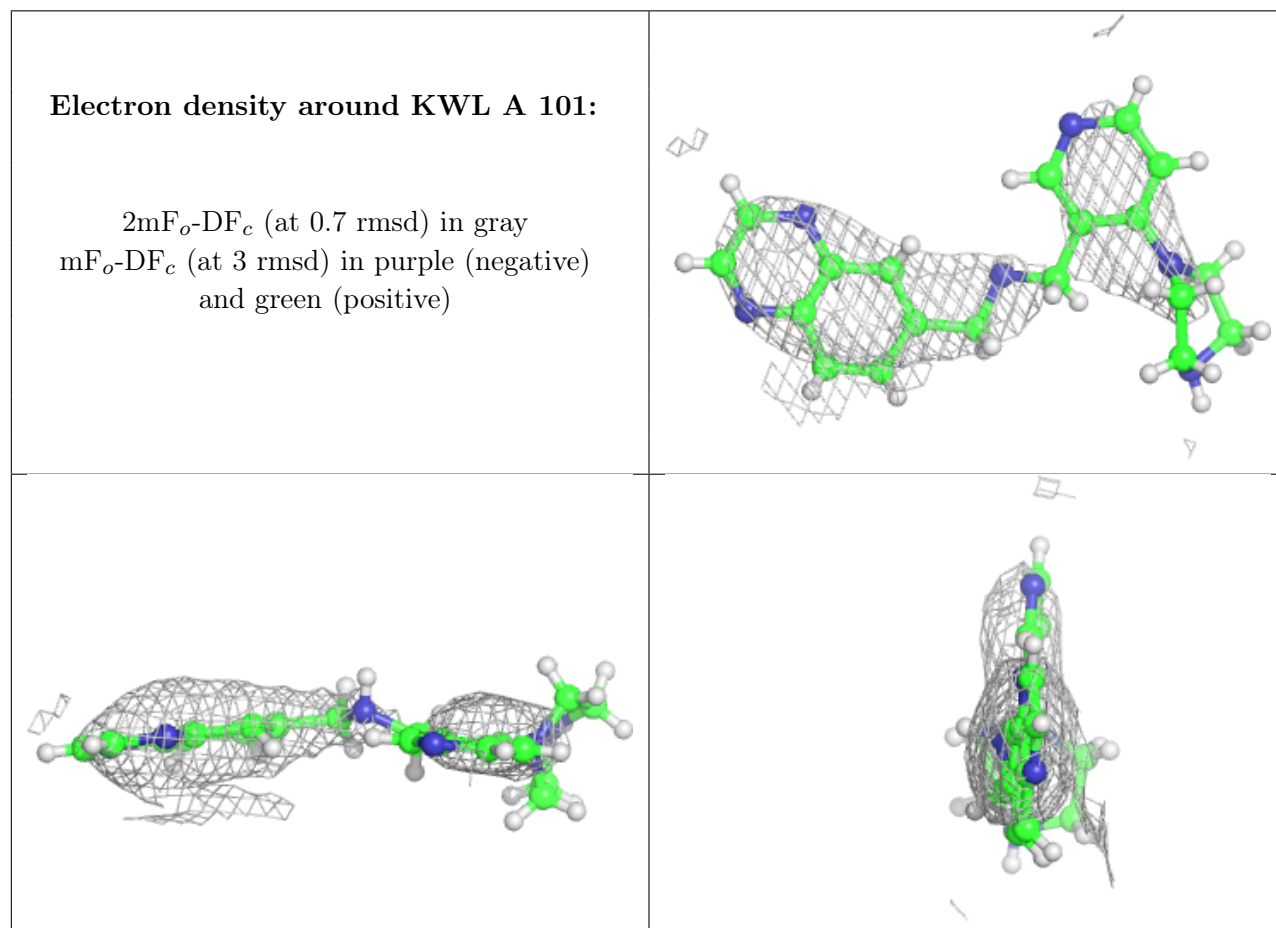 Electron density around KWL A 101:
2mFo-DFc (at 0.7 rmsd) in gray
mFo-DFc (at 3 rmsd) in purple (negative)
and green (positive)